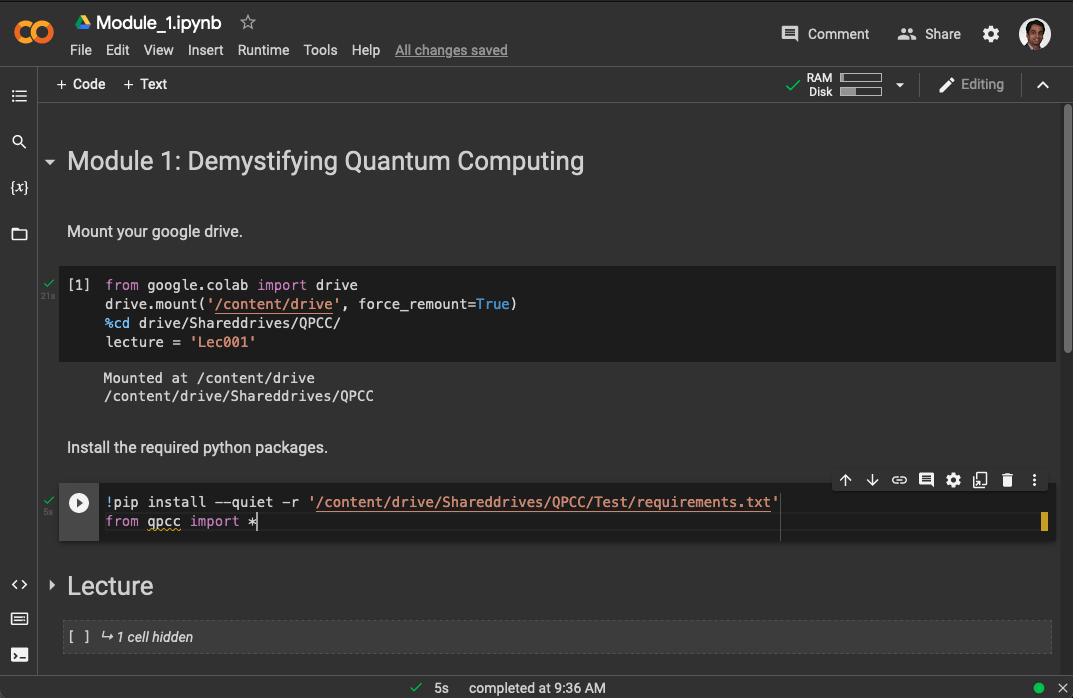 Module_1.ipynb
File Edit View Insert Runtime Tools Help All changes saved
Comment Share
+ Code + Text
RAM
Disk
Editing
Module 1: Demystifying Quantum Computing
Mount your google drive.
{x}
21s
[1] from google.colab import drive
drive.mount('/content/drive', force_remount=True)
%cd drive/Shareddrives/QPCC/
lecture = 'Lec001'
Mounted at /content/drive
/content/drive/Shareddrives/QPCC
Install the required python packages.
5s
!pip install --quiet -r '/content/drive/Shareddrives/QPCC/Test/requirements.txt'
from qpcc import *
Lecture
[ ] ↳ 1 cell hidden
5s completed at 9:36 AM